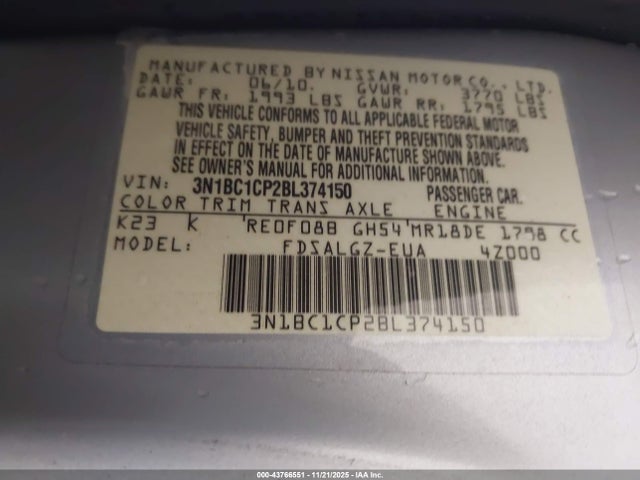 MANUFACTURED BY NISSAN MOTOR CO., LTD.
DATE: 06/10. GVWR: 3770 LBS
GAWR FR: 1993 LBS GAWR RR: 1795 LBS
THIS VEHICLE CONFORMS TO ALL APPLICABLE FEDERAL MOTOR
VEHICLE SAFETY, BUMPER AND THEFT PREVENTION STANDARDS
IN EFFECT ON THE DATE OF MANUFACTURE SHOWN ABOVE.
SEE OWNER'S MANUAL FOR ADDITIONAL INFORMATION.
VIN: 3N1BC1CP2BL374150 PASSENGER CAR.
COLOR TRIM TRANS AXLE ENGINE
K23 K RE0F08B GH54 MR18DE 1798 CC
MODEL: FDSALGZ-EUA 4Z000
3N1BC1CP2BL374150
000-43766551 - 11/21/2025 - IAA Inc.